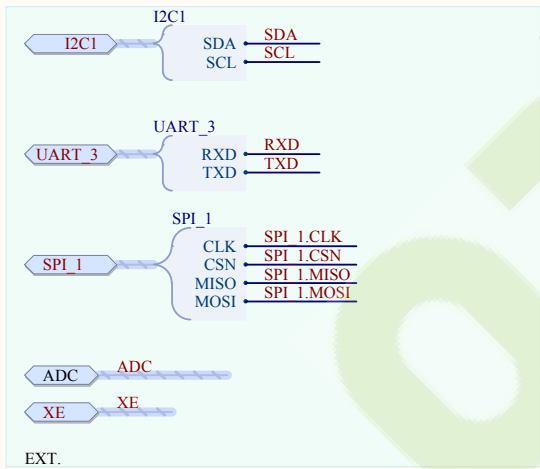 I2C1
I2C1 SDA SDA
SCL SCL
UART_3
UART_3 RXD RXD
TXD TXD
SPI_1
CLK SPI_1.CLK
SPI_1 CSN SPI_1.CSN
MISO SPI_1.MISO
MOSI SPI_1.MOSI
ADC ADC
XE XE
EXT.